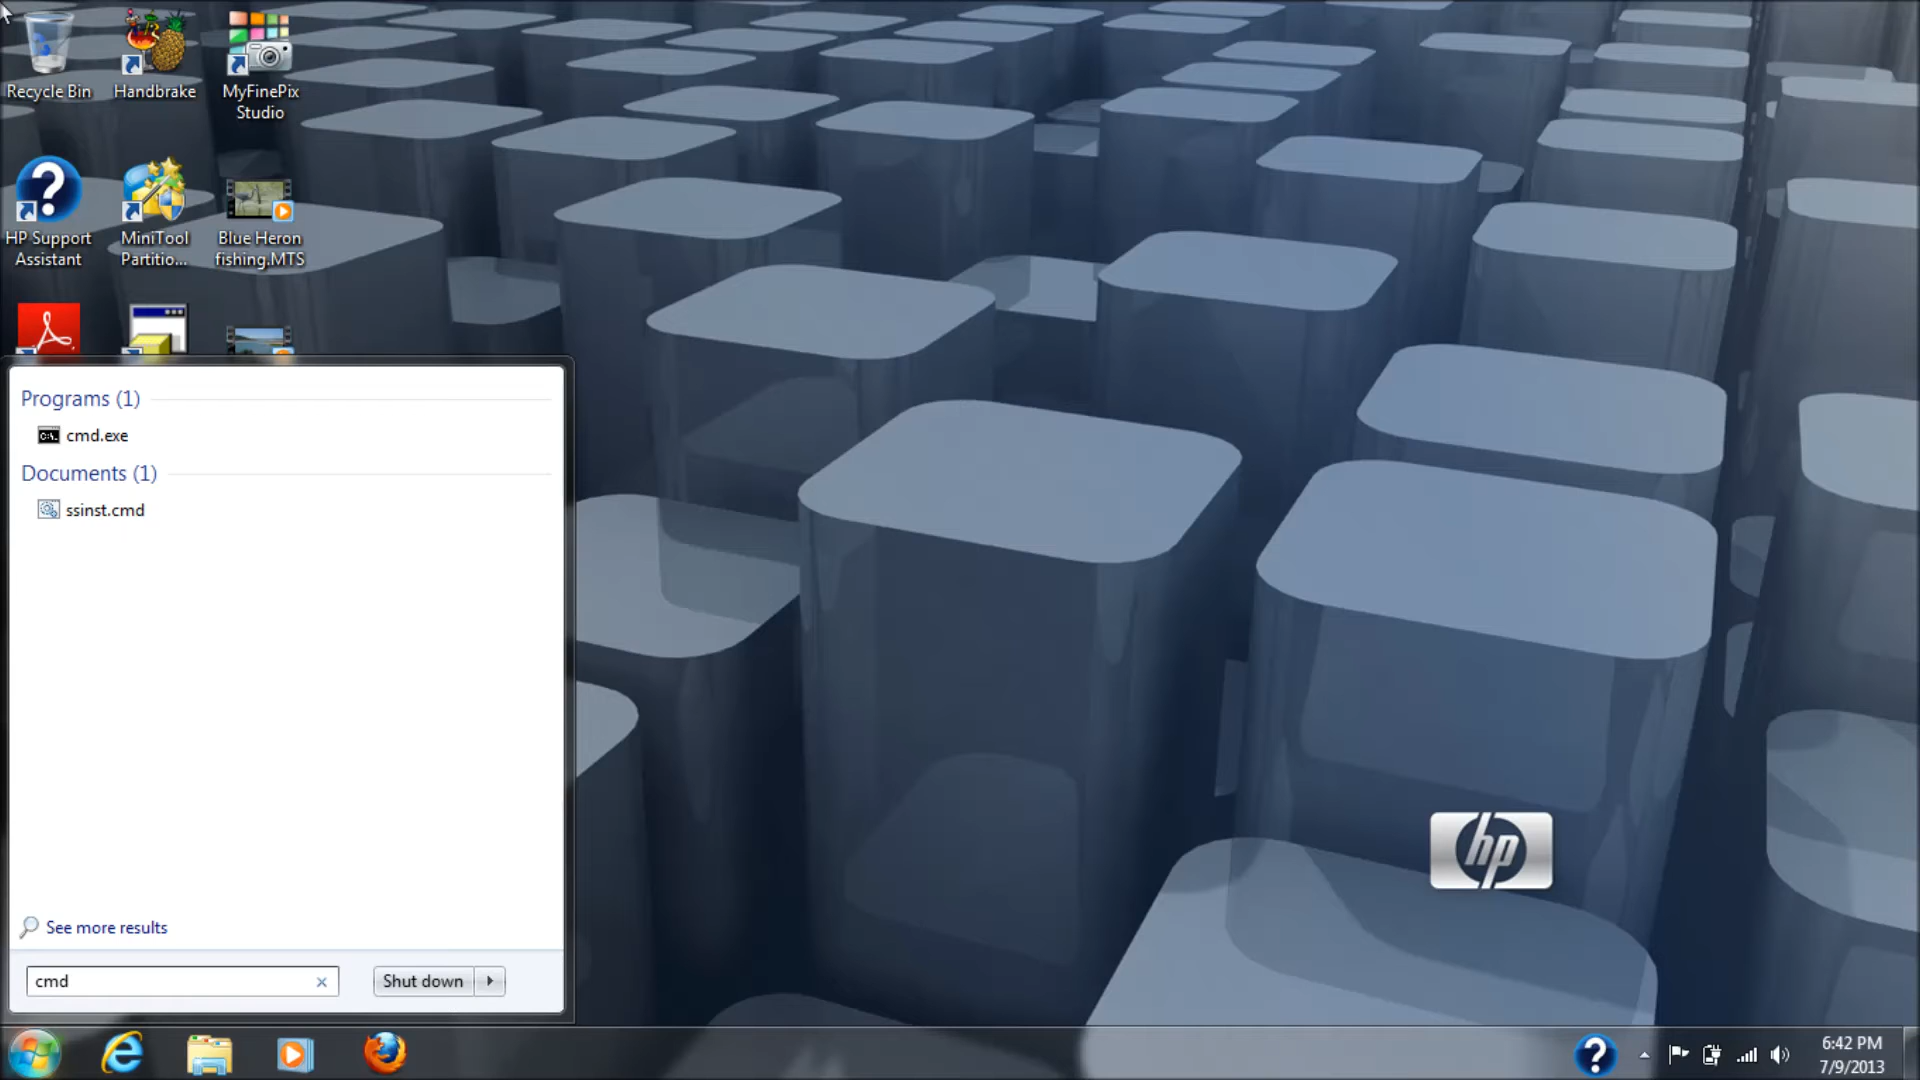 Recycle Bin
Handbrake
MyFinePix
Studio
HP Support
Assistant
MiniTool
Partitio...
Blue Heron
fishing.MTS
Programs (1)
C:\.
cmd.exe
Documents (1)
ssinst.cmd
See more results
cmd
Shut down
hp
6:42 PM
7/9/2013